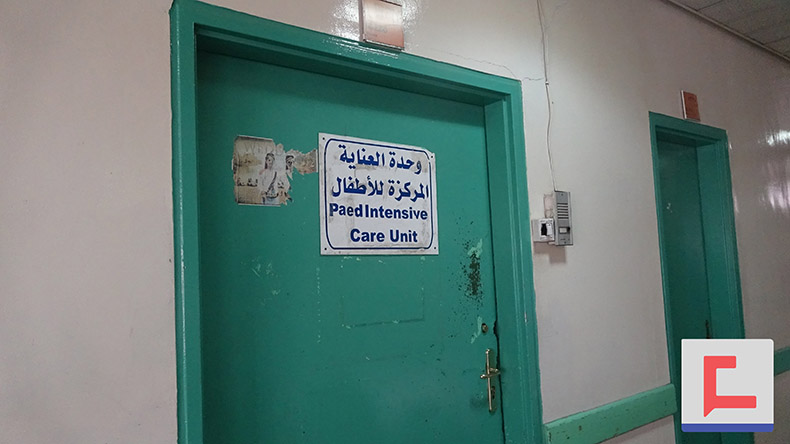 وحدة العناية
المركزة للأطفال
Paed Intensive
Care Unit